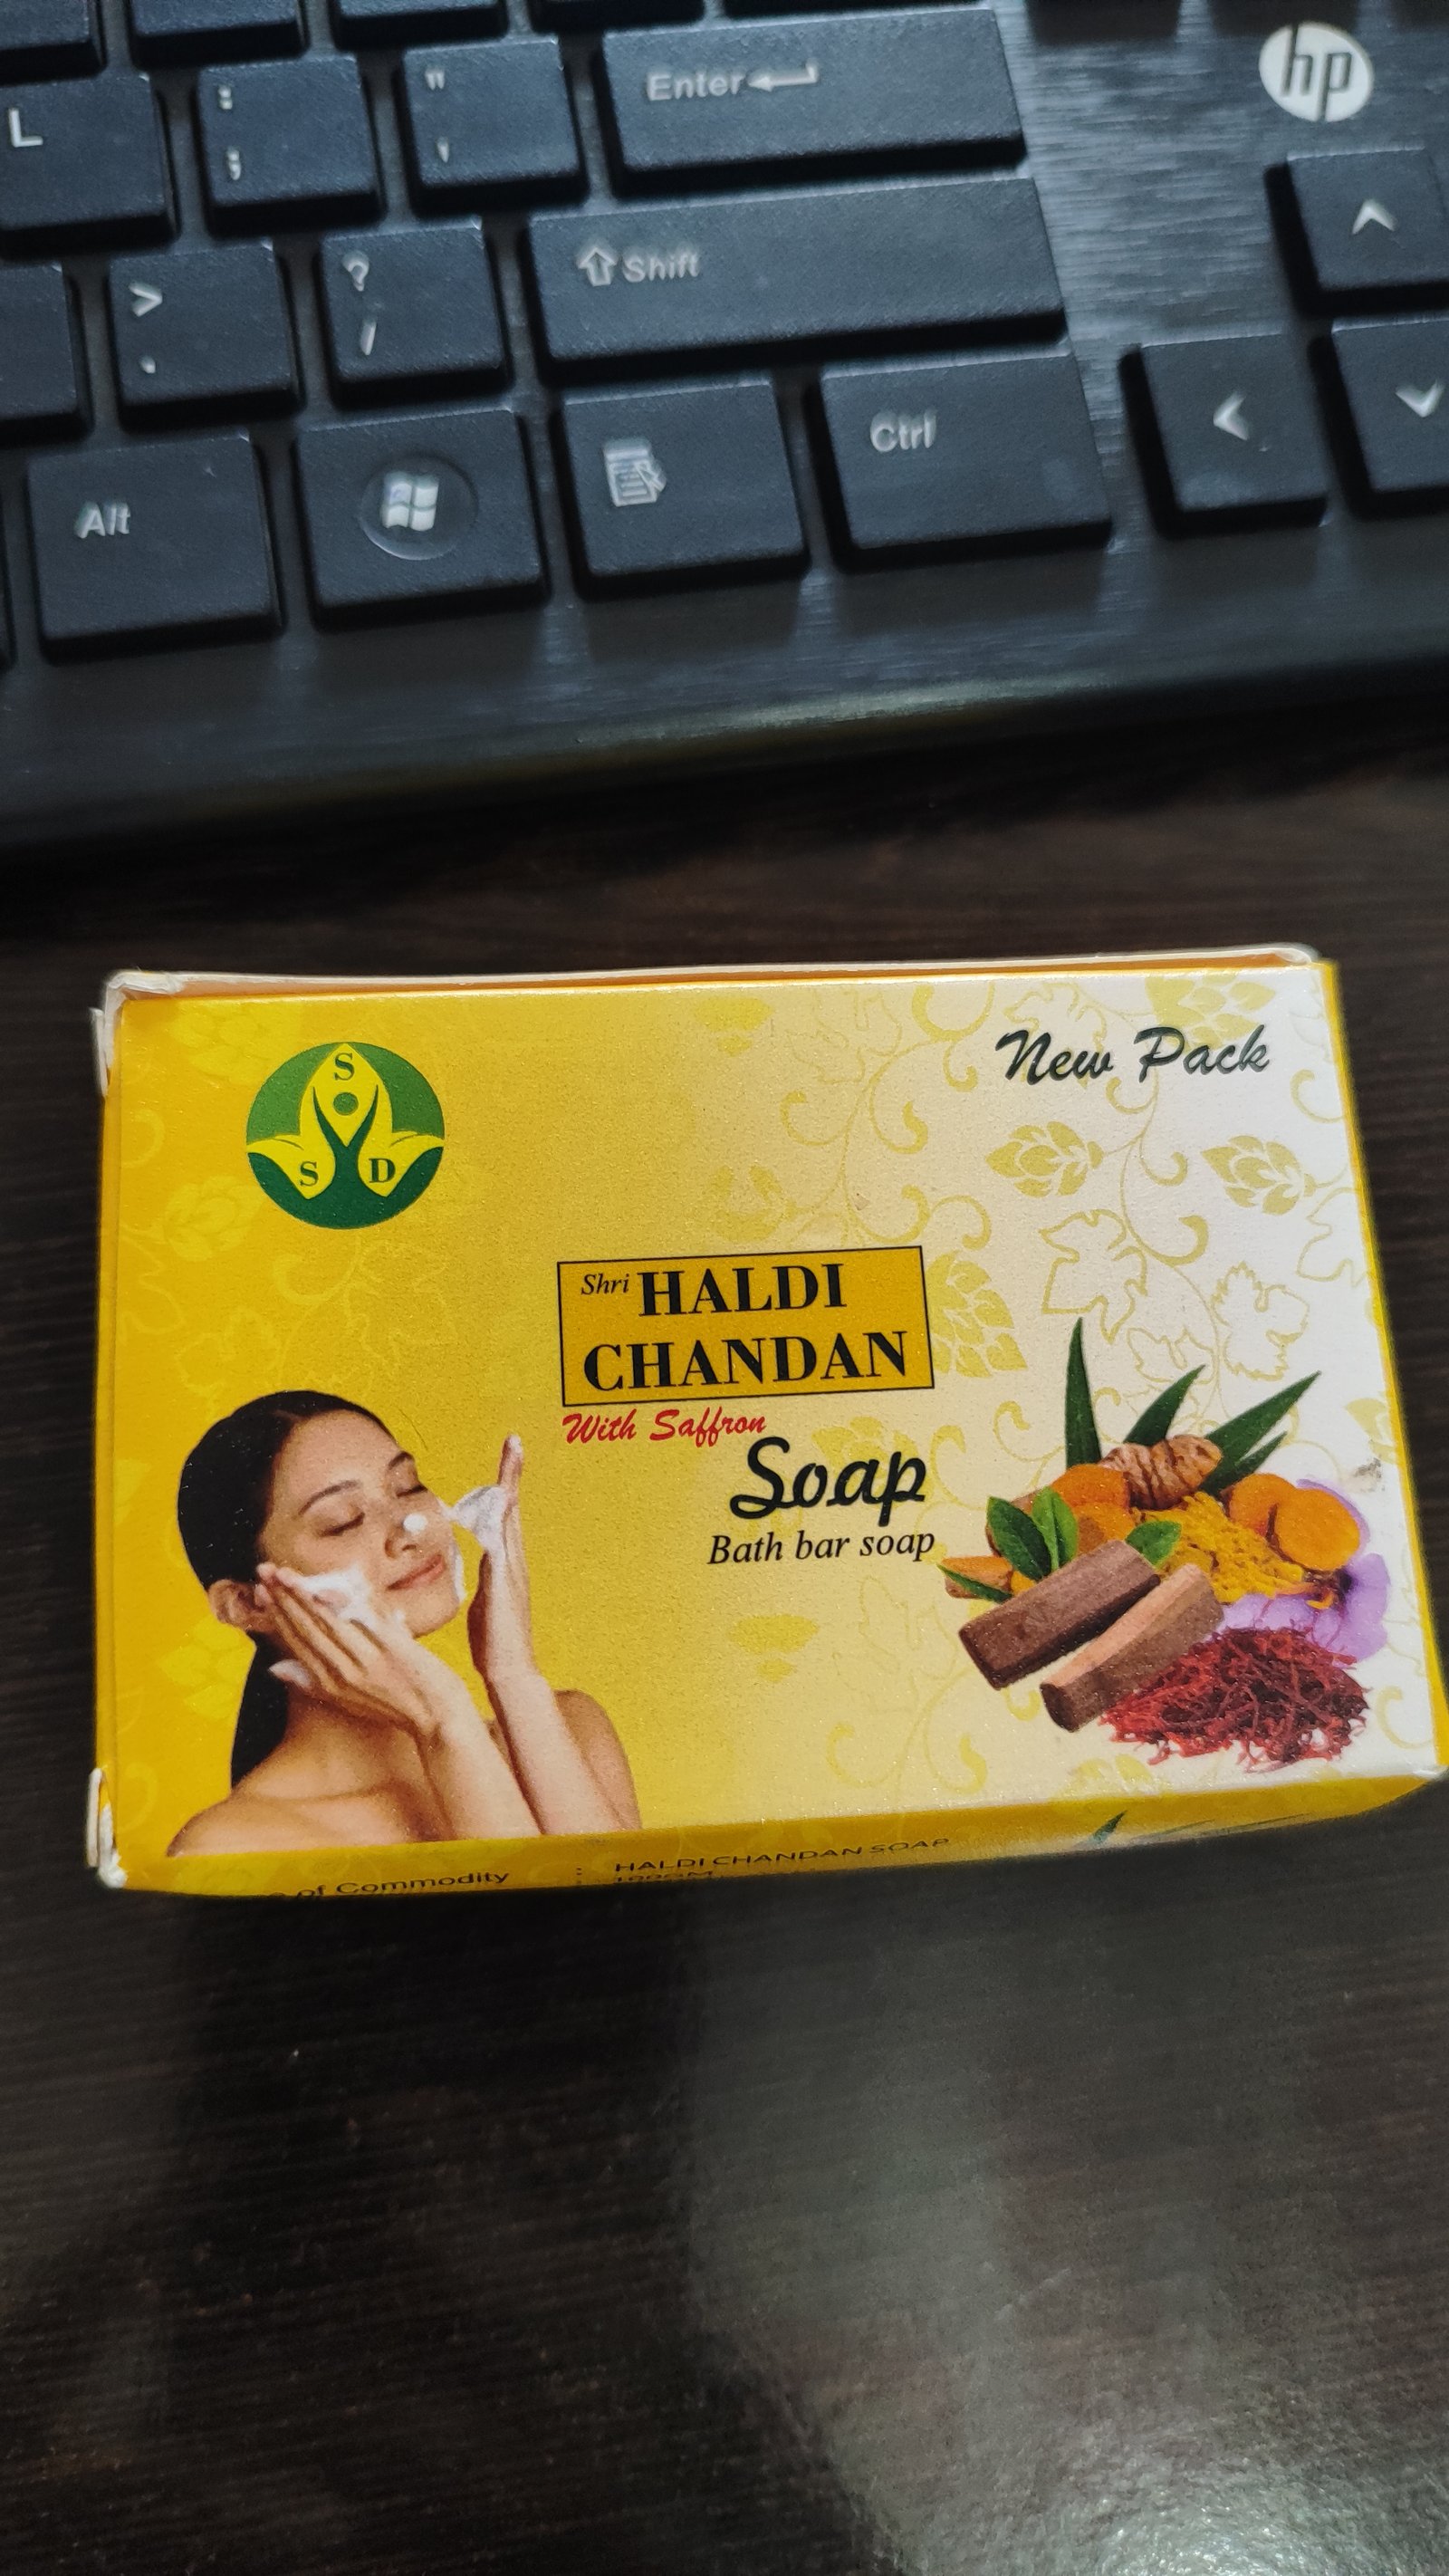 hp
Enter
L
: ;
" '
Shift
> .
? /
Alt
Ctrl
New Pack
S
S D
Shri HALDI
CHANDAN
With Saffron
Soap
Bath bar soap
of Commodity : HALDI CHANDAN SOAP
: 100GM